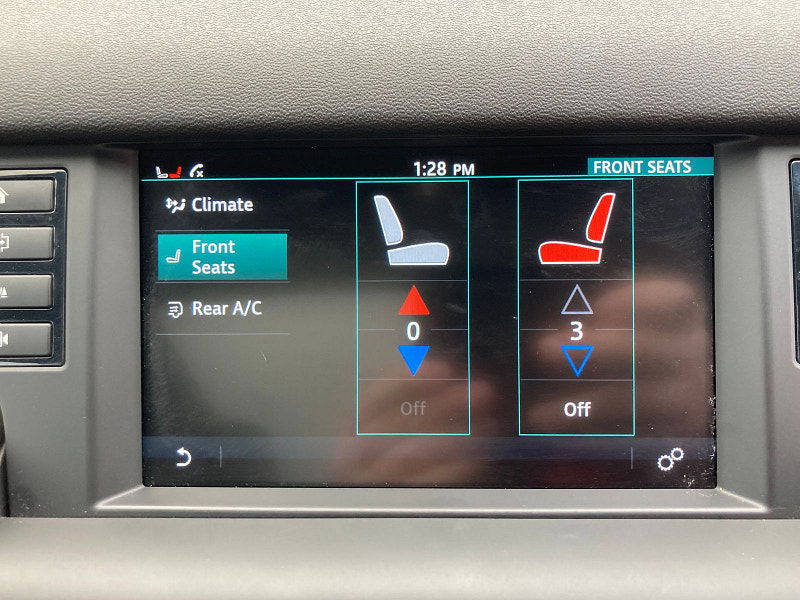 1:28 PM
FRONT SEATS
Climate
Front
Seats
Rear A/C
0
3
Off
Off